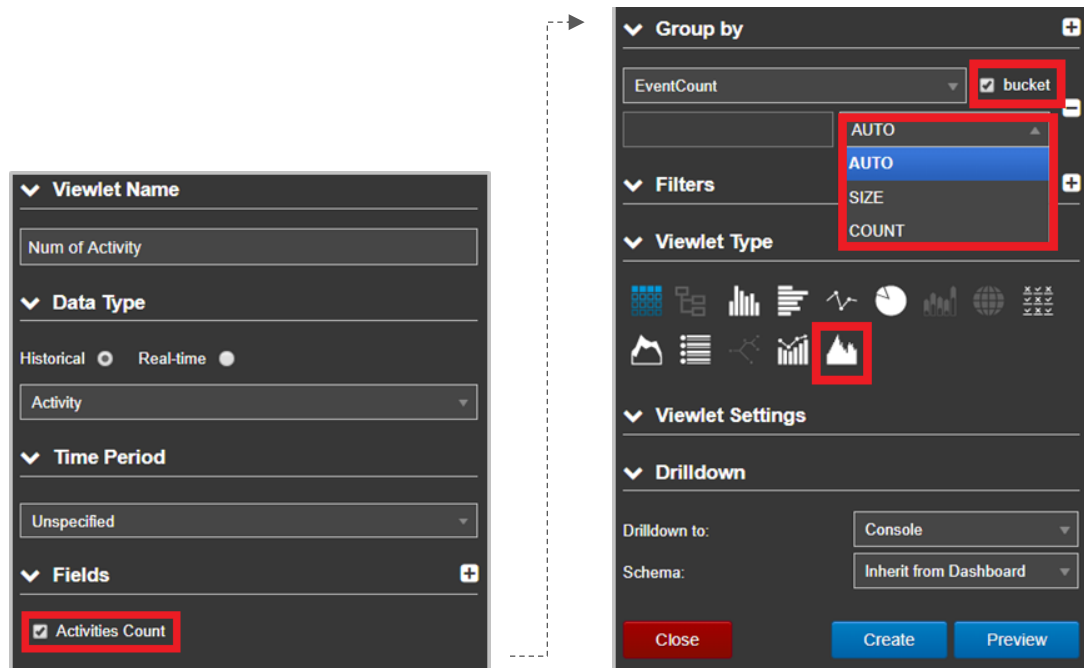 Viewlet Name
Num of Activity
Data Type
Historical Real-time
Activity
Time Period
Unspecified
Fields
Activities Count
Group by
EventCount bucket
AUTO
AUTO
Filters
SIZE
COUNT
Viewlet Type
Viewlet Settings
Drilldown
Drilldown to: Console
Schema: Inherit from Dashboard
Close Create Preview